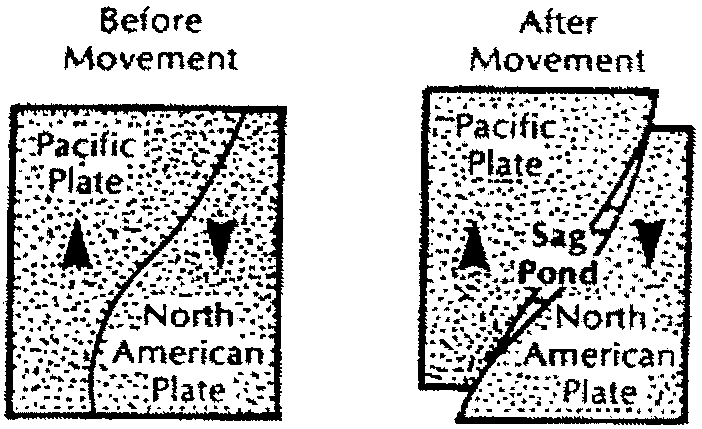 Before
Movement
Pacific
Plate
North
American
Plate
After
Movement
Pacific
Plate
Sag
Pond
North
American
Plate